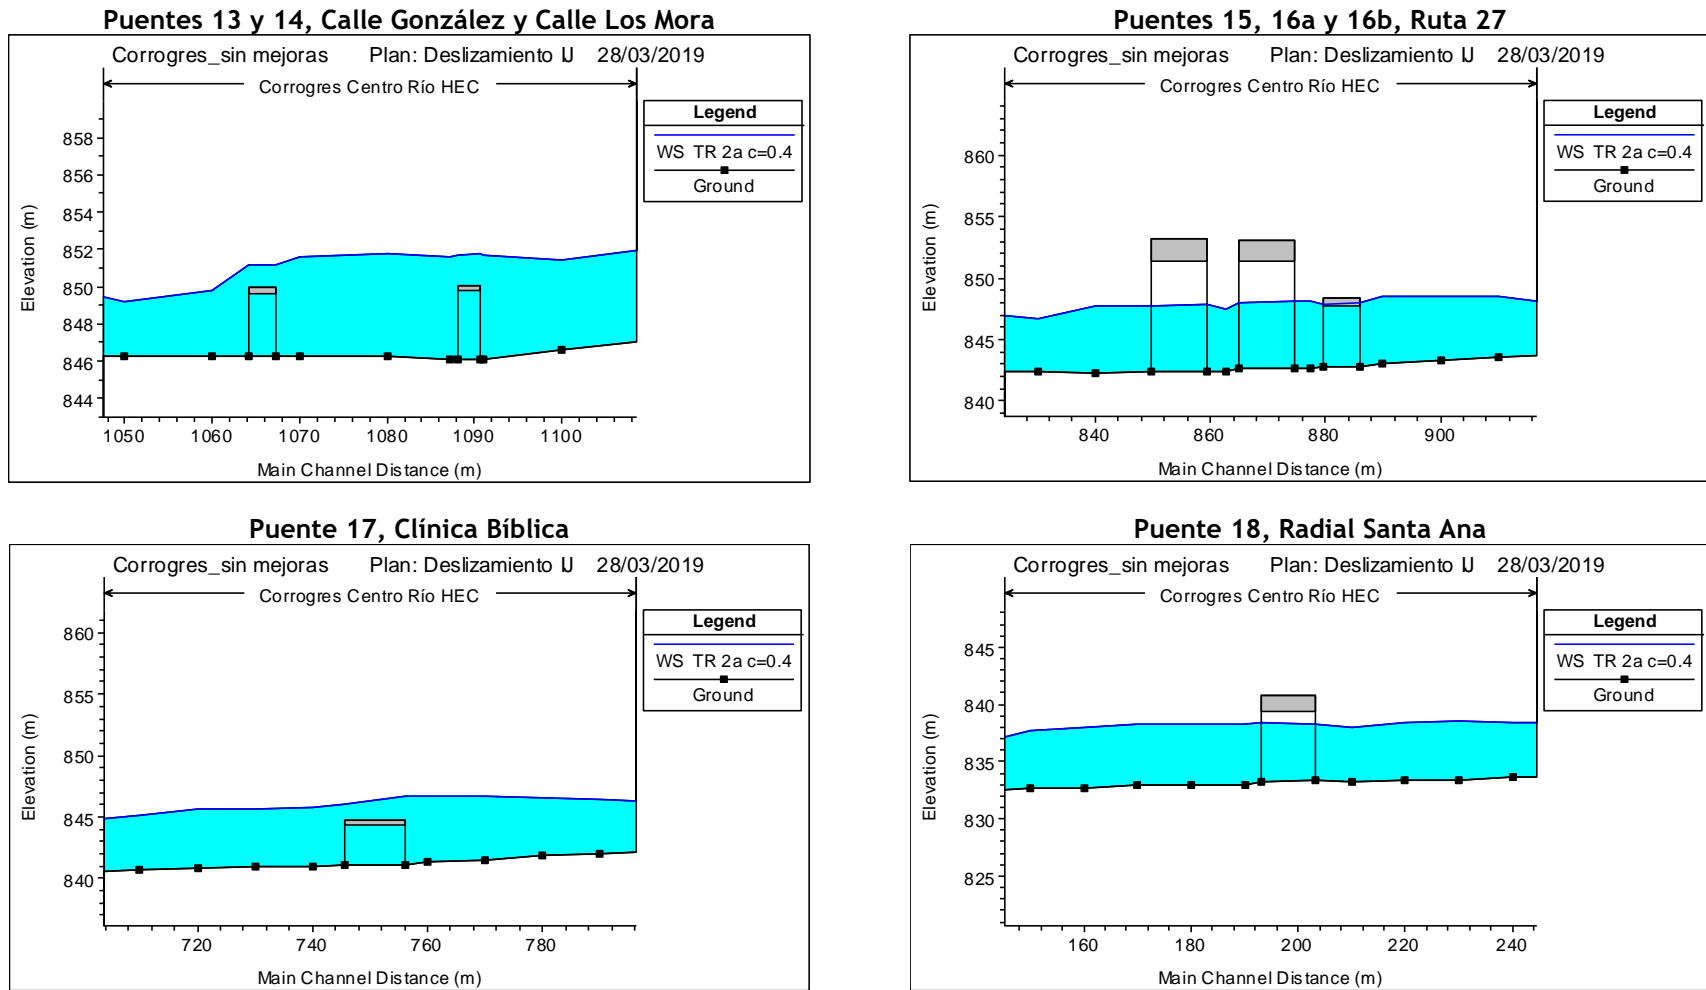 Puentes 13 y 14, Calle González y Calle Los Mora
Corrogres_sin mejoras Plan: Deslizamiento IJ 28/03/2019
Corrogres Centro Río HEC
Legend
WS TR 2a c=0.4
Ground
858
856
854
852
850
848
846
844
Elevation (m)
1050 1060 1070 1080 1090 1100
Main Channel Distance (m)
Puentes 15, 16a y 16b, Ruta 27
Corrogres_sin mejoras Plan: Deslizamiento IJ 28/03/2019
Corrogres Centro Río HEC
Legend
WS TR 2a c=0.4
Ground
860
855
850
845
840
Elevation (m)
840 860 880 900
Main Channel Distance (m)
Puente 17, Clínica Bíblica
Corrogres_sin mejoras Plan: Deslizamiento IJ 28/03/2019
Corrogres Centro Río HEC
Legend
WS TR 2a c=0.4
Ground
860
855
850
845
840
Elevation (m)
720 740 760 780
Main Channel Distance (m)
Puente 18, Radial Santa Ana
Corrogres_sin mejoras Plan: Deslizamiento IJ 28/03/2019
Corrogres Centro Río HEC
Legend
WS TR 2a c=0.4
Ground
845
840
835
830
825
Elevation (m)
160 180 200 220 240
Main Channel Distance (m)